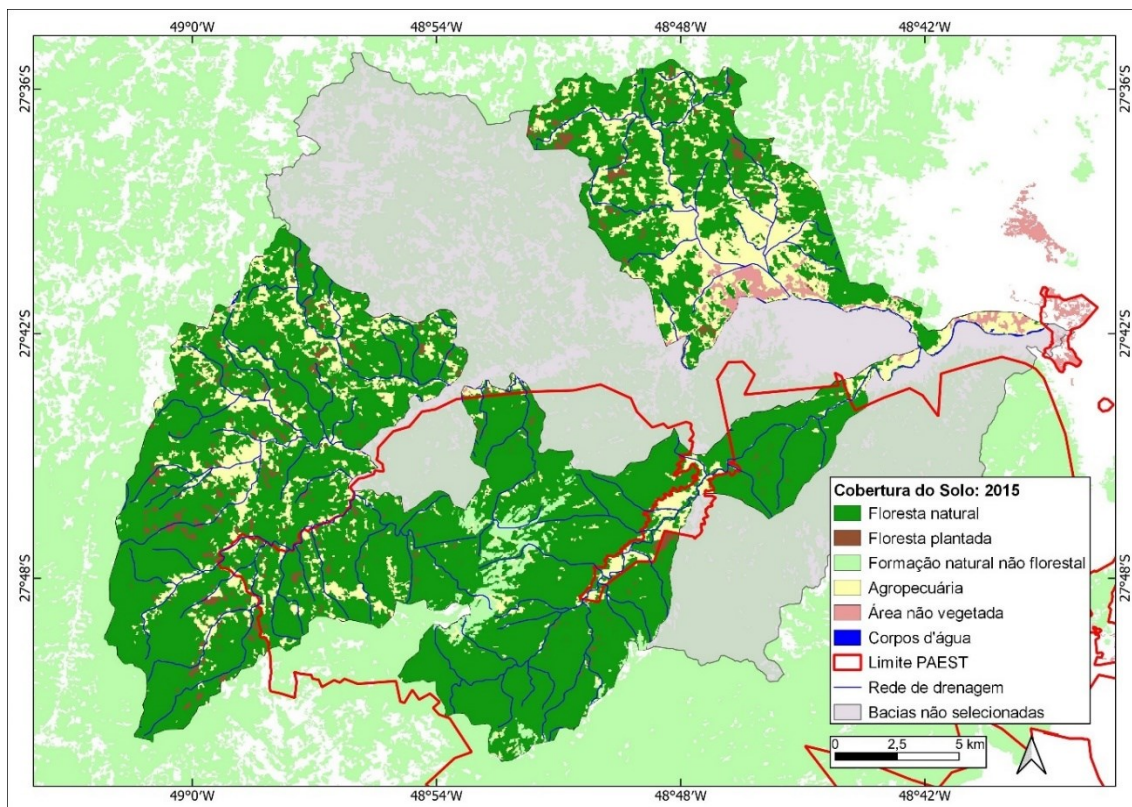 49°0'W 48°54'W 48°48'W 48°42'W
27°36'S 27°36'S
27°42'S 27°42'S
27°48'S 27°48'S
Cobertura do Solo: 2015
Floresta natural
Floresta plantada
Formação natural não florestal
Agropecuária
Área não vegetada
Corpos d'água
Limite PAEST
Rede de drenagem
Bacias não selecionadas
0 2,5 5 km
49°0'W 48°54'W 48°48'W 48°42'W